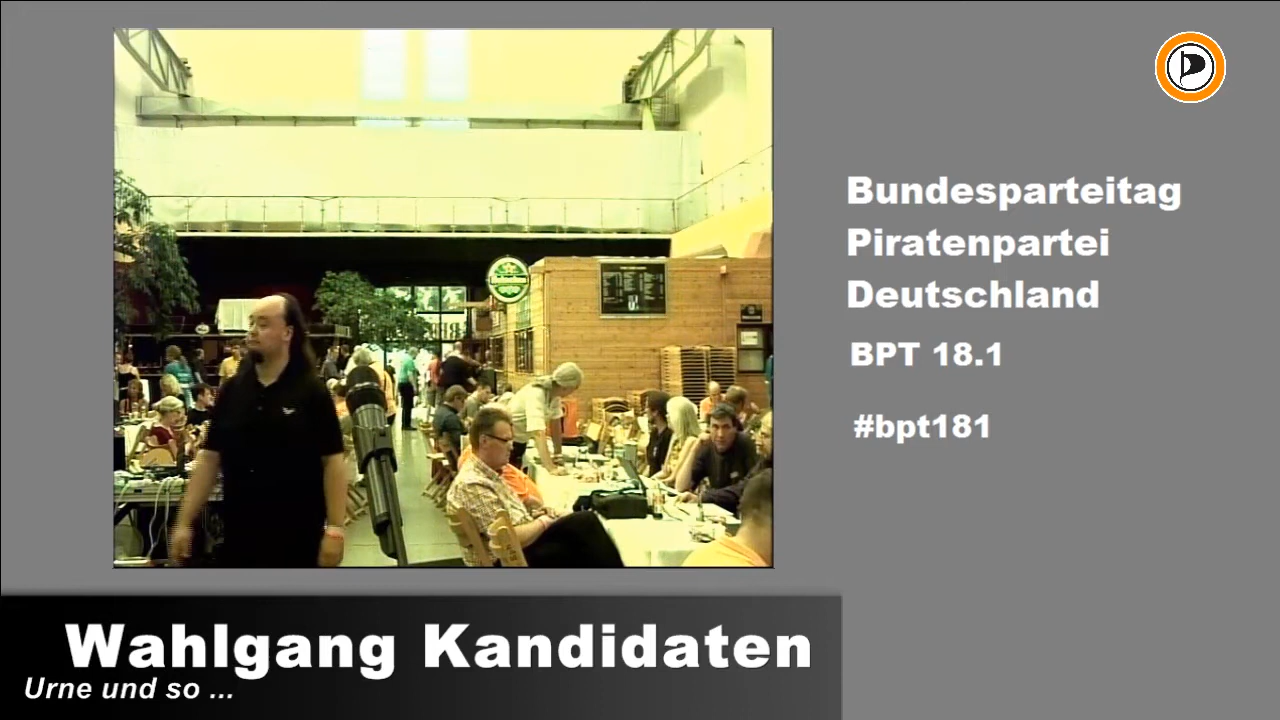 Bundesparteitag
Piratenpartei
Deutschland
BPT 18.1
#bpt181
Wahlgang Kandidaten
Urne und so ...